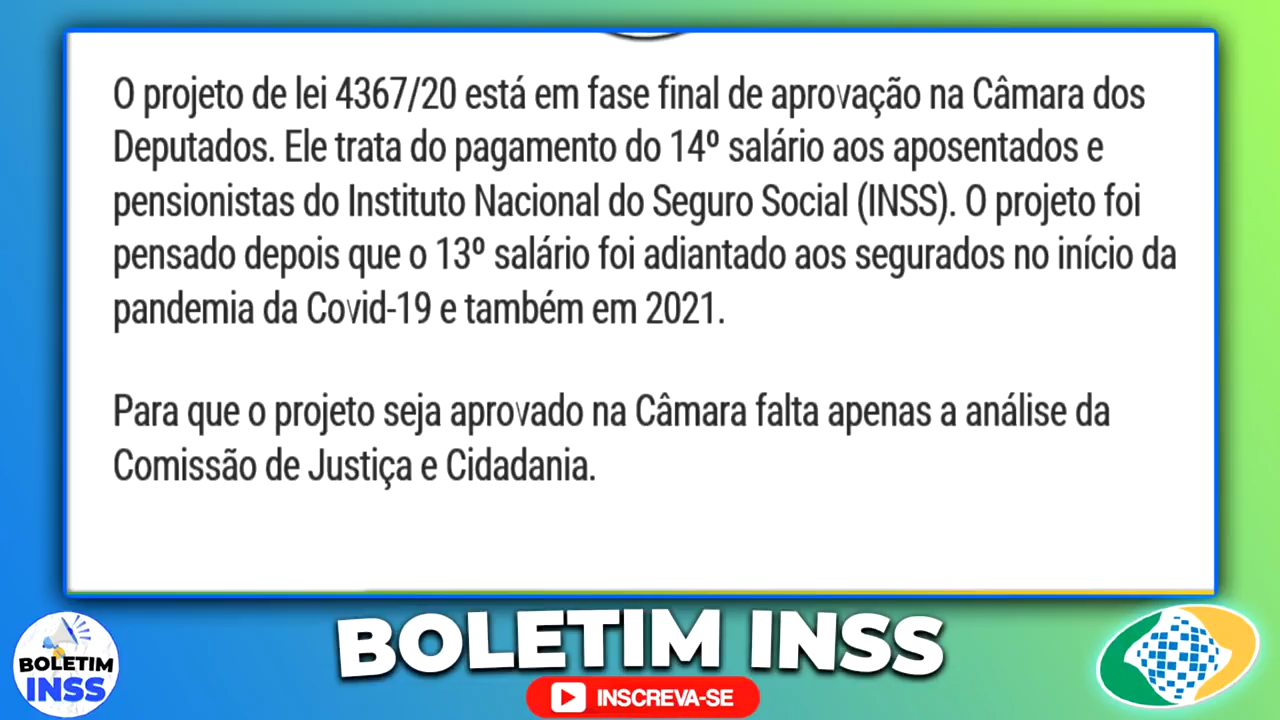 O projeto de lei 4367/20 está em fase final de aprovação na Câmara dos
Deputados. Ele trata do pagamento do 14º salário aos aposentados e
pensionistas do Instituto Nacional do Seguro Social (INSS). O projeto foi
pensado depois que o 13º salário foi adiantado aos segurados no início da
pandemia da Covid-19 e também em 2021.
Para que o projeto seja aprovado na Câmara falta apenas a análise da
Comissão de Justiça e Cidadania.
BOLETIM
INSS
BOLETIM INSS
INSCREVA-SE